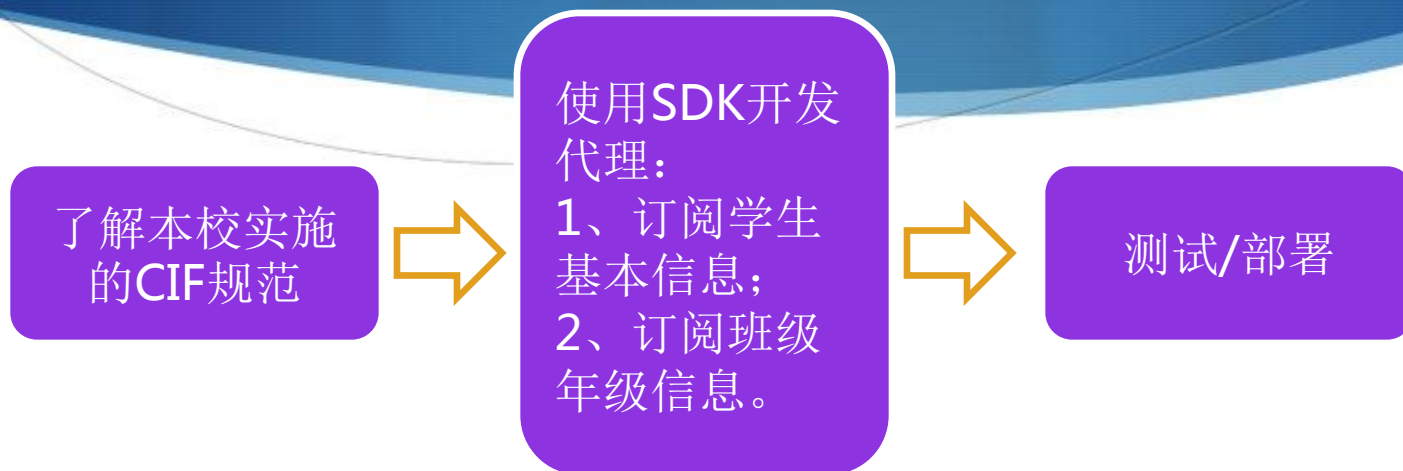 了解本校实施
的CIF规范
使用SDK开发
代理：
1、订阅学生
基本信息；
2、订阅班级
年级信息。
测试/部署